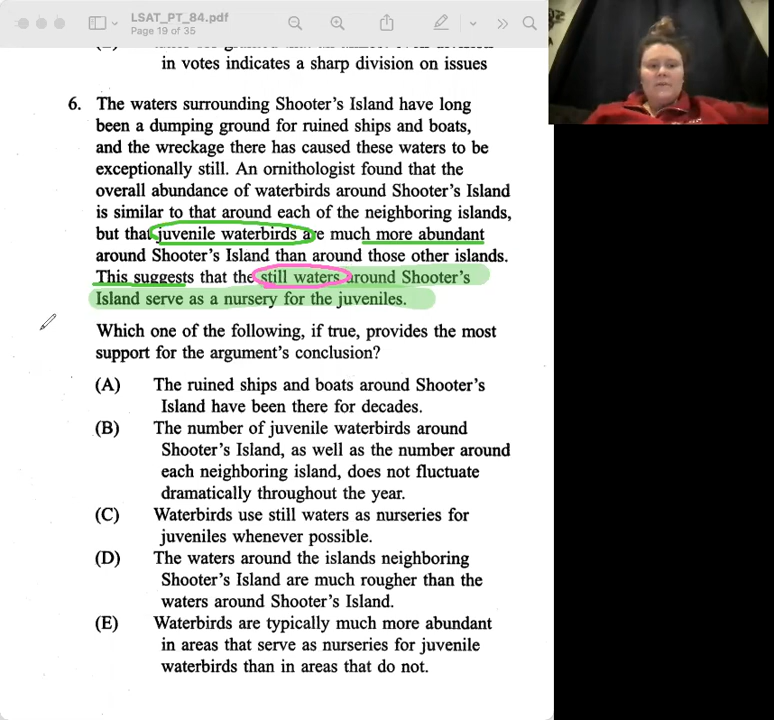 LSAT_PT_84.pdf
Page 19 of 35
in votes indicates a sharp division on issues
6. The waters surrounding Shooter's Island have long
been a dumping ground for ruined ships and boats,
and the wreckage there has caused these waters to be
exceptionally still. An ornithologist found that the
overall abundance of waterbirds around Shooter's Island
is similar to that around each of the neighboring islands,
but that juvenile waterbirds are much more abundant
around Shooter's Island than around those other islands.
This suggests that the still waters around Shooter's
Island serve as a nursery for the juveniles.
Which one of the following, if true, provides the most
support for the argument's conclusion?
(A) The ruined ships and boats around Shooter's
Island have been there for decades.
(B) The number of juvenile waterbirds around
Shooter's Island, as well as the number around
each neighboring island, does not fluctuate
dramatically throughout the year.
(C) Waterbirds use still waters as nurseries for
juveniles whenever possible.
(D) The waters around the islands neighboring
Shooter's Island are much rougher than the
waters around Shooter's Island.
(E) Waterbirds are typically much more abundant
in areas that serve as nurseries for juvenile
waterbirds than in areas that do not.